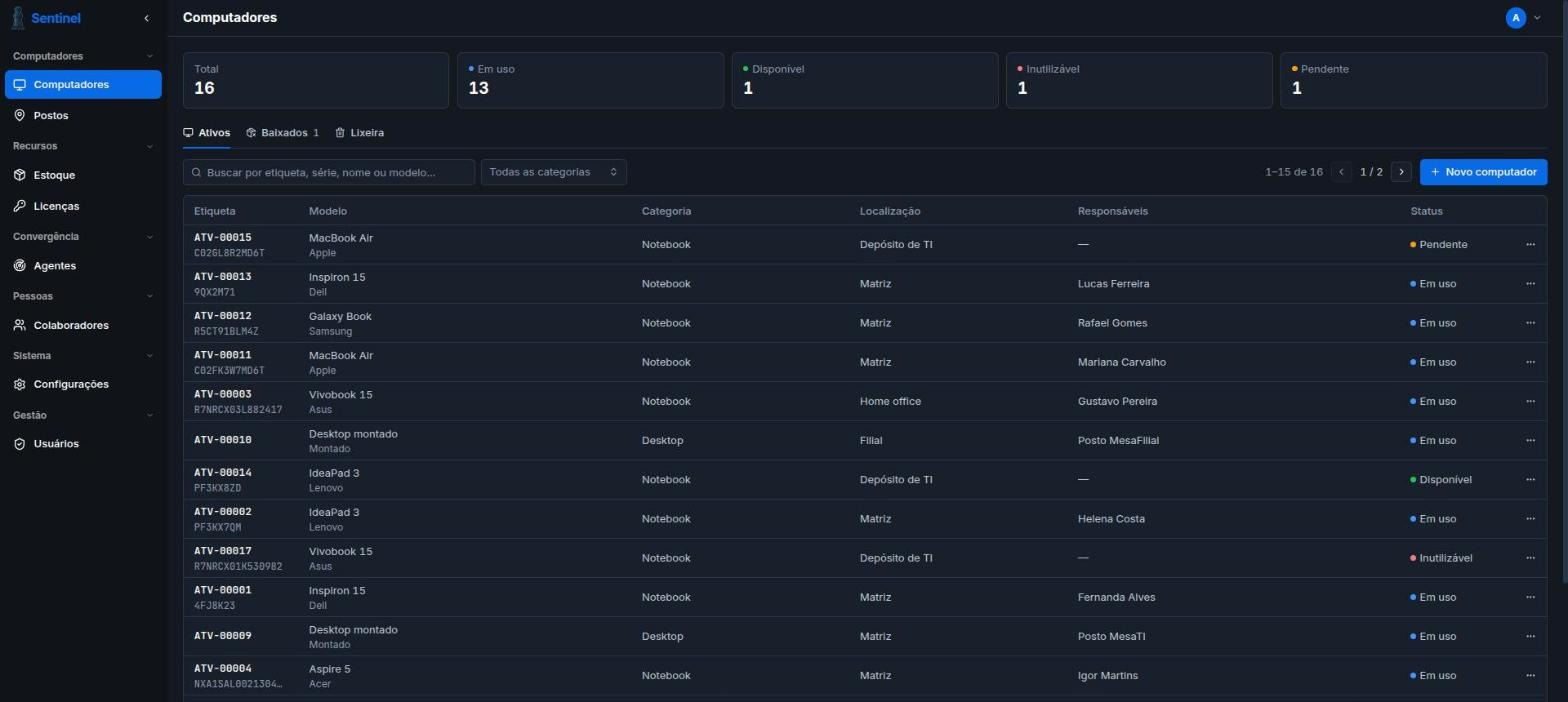 Sentinel
Computadores
Computadores
Postos
Recursos
Estoque
Licenças
Convergência
Agentes
Pessoas
Colaboradores
Sistema
Configurações
Gestão
Usuários
Computadores
A
Total
16
Em uso
13
Disponível
1
Inutilizável
1
Pendente
1
Ativos Baixados 1 Lixeira
Buscar por etiqueta, série, nome ou modelo... Todas as categorias 1–15 de 16 1 / 2 + Novo computador
Etiqueta Modelo Categoria Localização Responsáveis Status
ATV-00015 MacBook Air Notebook Depósito de TI — Pendente ...
C02GL8R2MD6T Apple
ATV-00013 Inspiron 15 Notebook Matriz Lucas Ferreira Em uso ...
9QX2M71 Dell
ATV-00012 Galaxy Book Notebook Matriz Rafael Gomes Em uso ...
R5CT91BLM4Z Samsung
ATV-00011 MacBook Air Notebook Matriz Mariana Carvalho Em uso ...
C02FK3W7MD6T Apple
ATV-00003 Vivobook 15 Notebook Home office Gustavo Pereira Em uso ...
R7NRCX03L882417 Asus
ATV-00010 Desktop montado Desktop Filial Posto MesaFilial Em uso ...
Montado
ATV-00014 IdeaPad 3 Notebook Depósito de TI — Disponível ...
PF3KX8ZD Lenovo
ATV-00002 IdeaPad 3 Notebook Matriz Helena Costa Em uso ...
PF3KX7QM Lenovo
ATV-00017 Vivobook 15 Notebook Depósito de TI — Inutilizável ...
R7NRCX01K530982 Asus
ATV-00001 Inspiron 15 Notebook Matriz Fernanda Alves Em uso ...
4FJ8K23 Dell
ATV-00009 Desktop montado Desktop Matriz Posto MesaTI Em uso ...
Montado
ATV-00004 Aspire 5 Notebook Matriz Igor Martins Em uso ...
NXA1SAL0021304… Acer